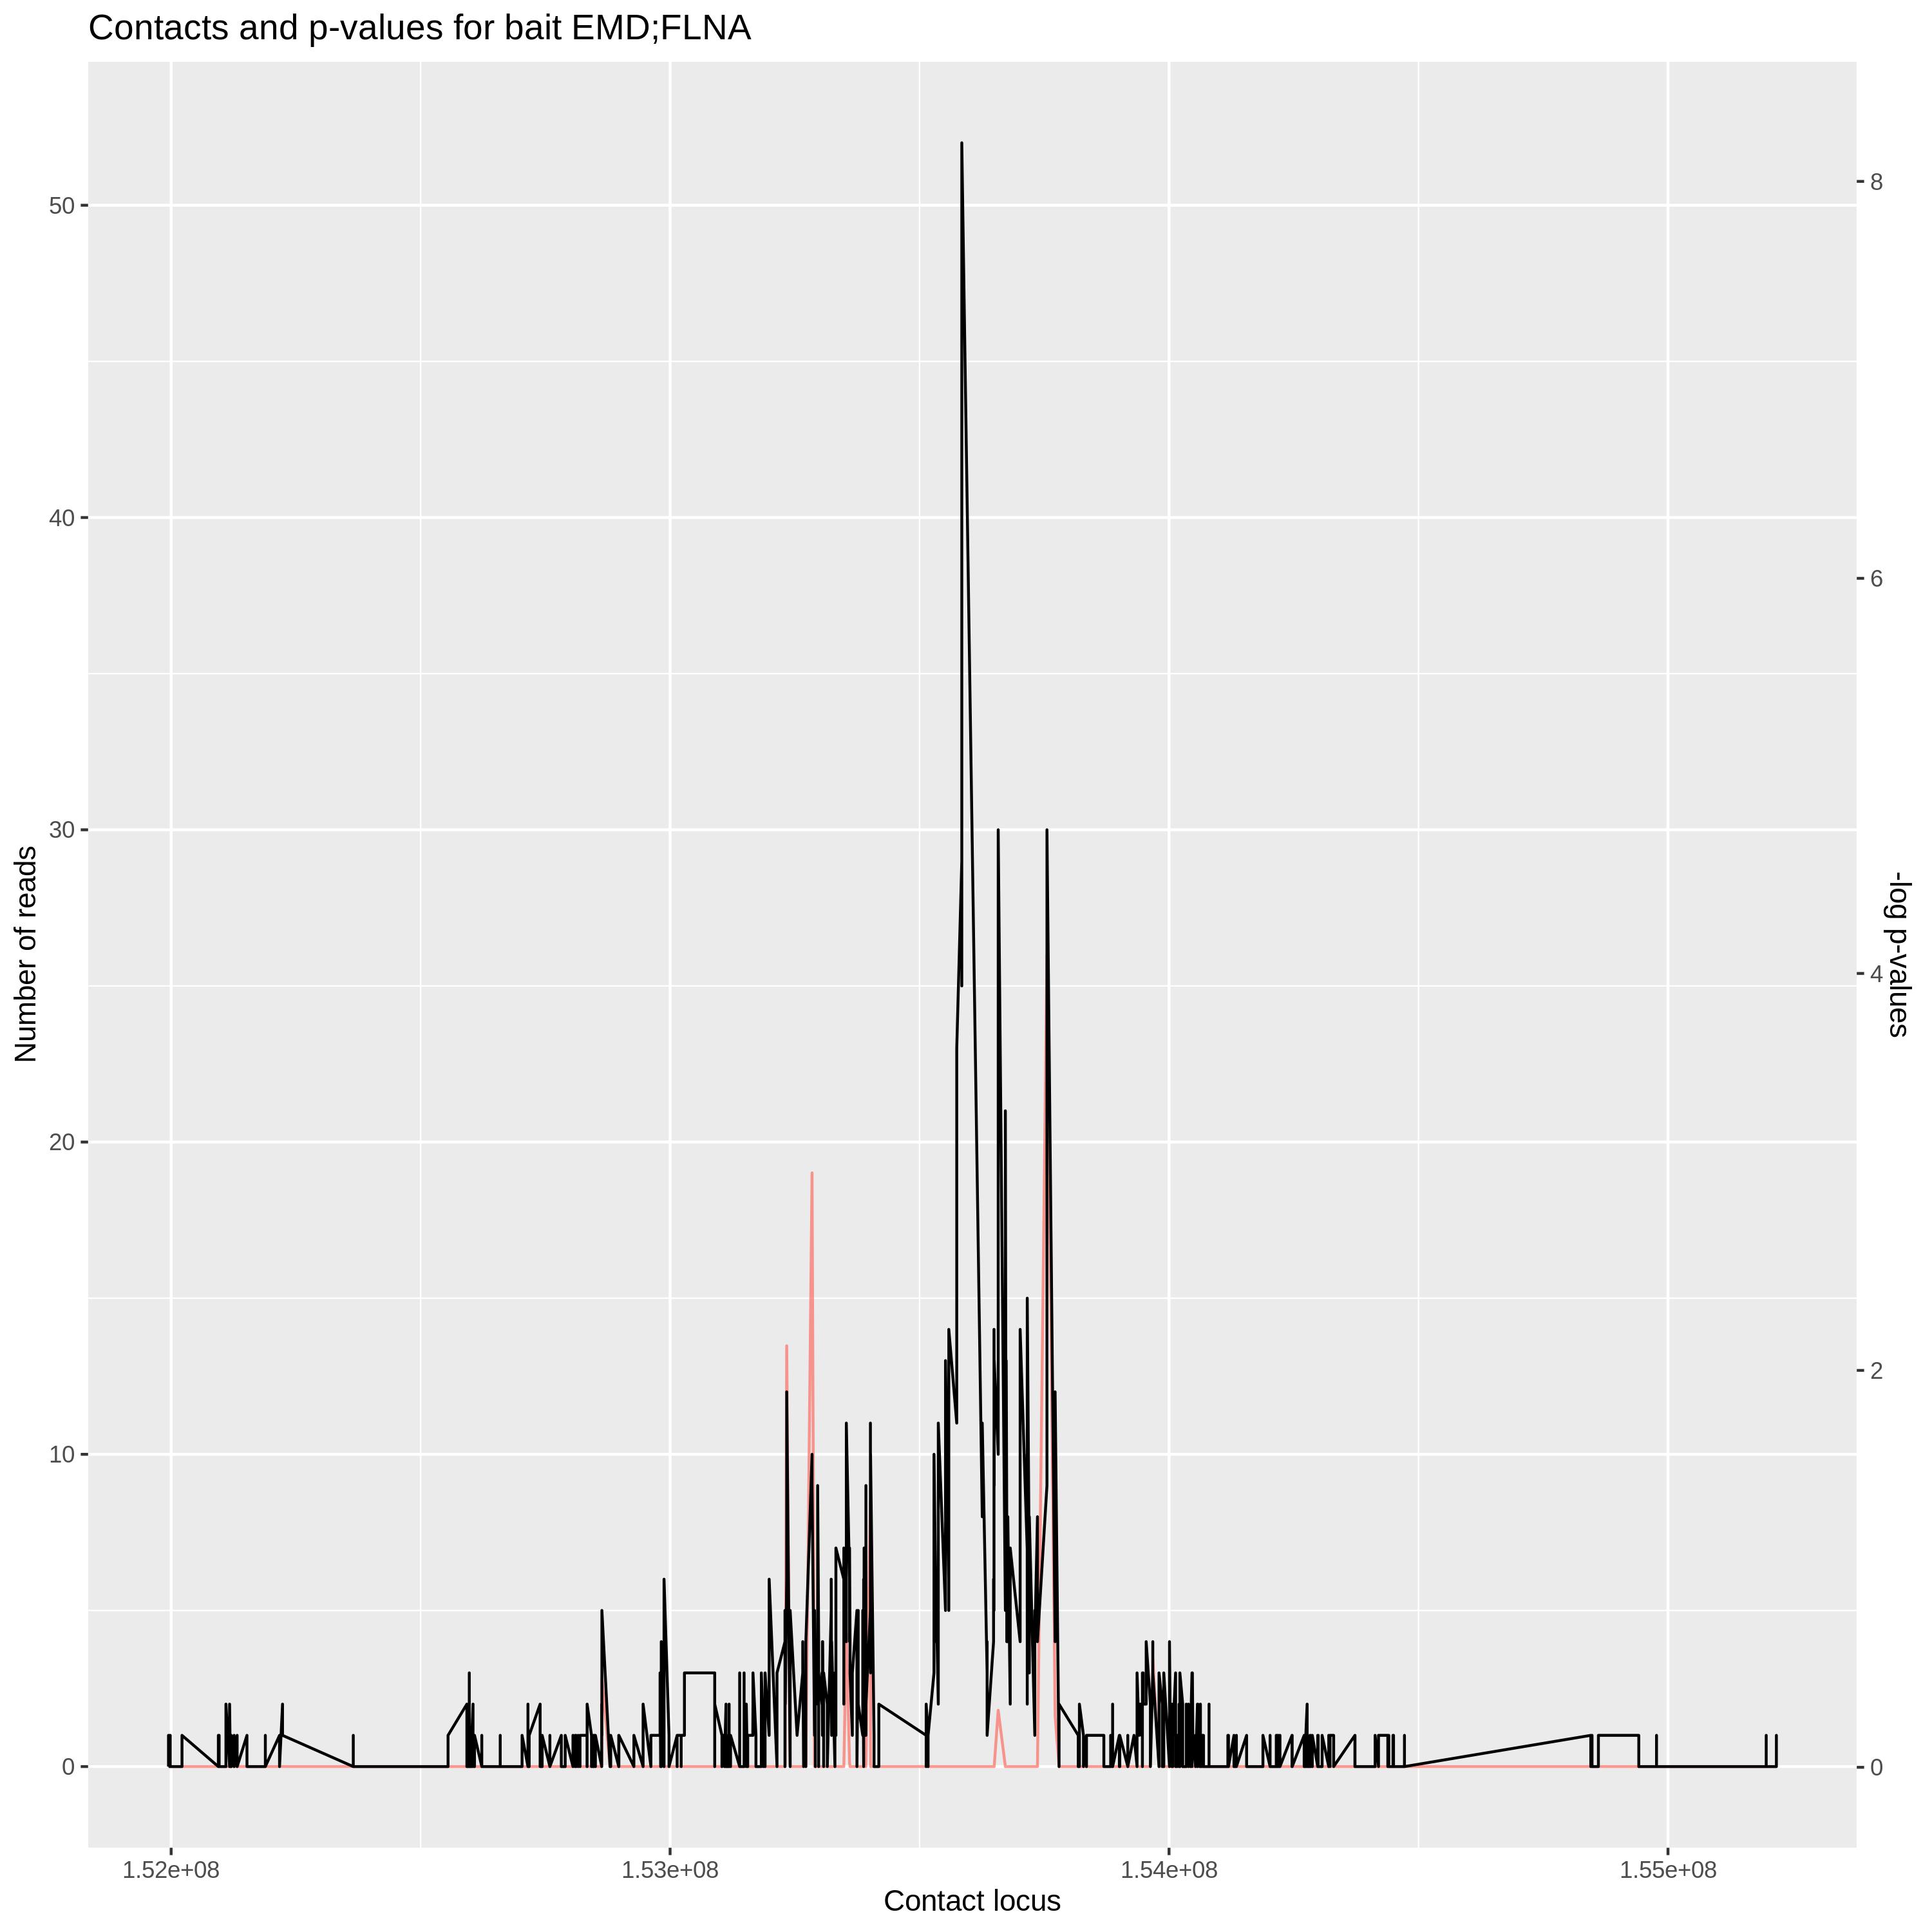 Contacts and p-values for bait EMD;FLNA
50
40
30
20
10
0
Number of reads
8
6
4
2
0
-log p-values
1.52e+08
1.53e+08
1.54e+08
1.55e+08
Contact locus